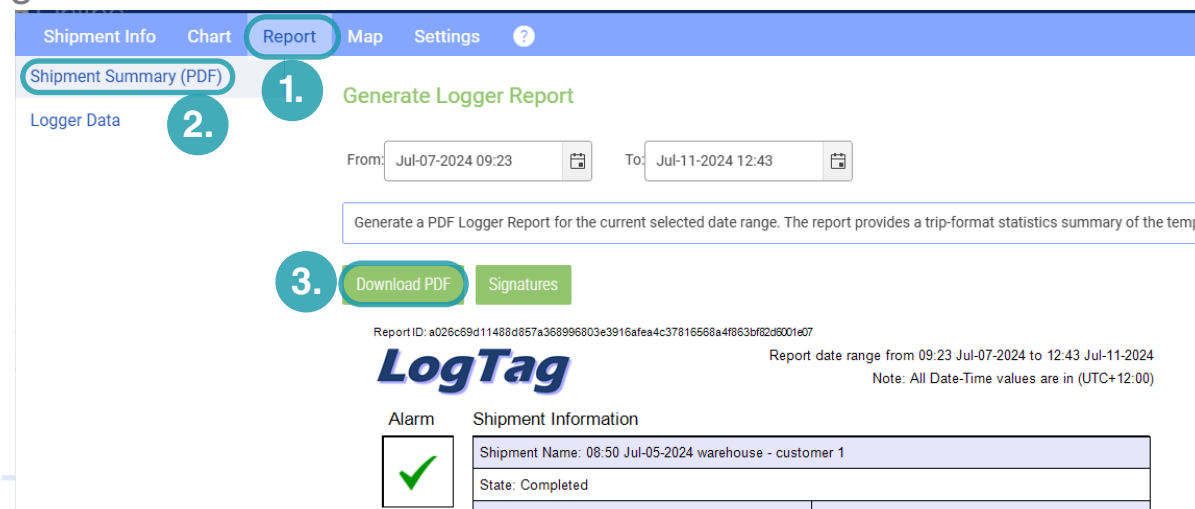 Shipment Info Chart Report Map Settings ?
Shipment Summary (PDF)
1.
Logger Data
2.
Generate Logger Report
From: Jul-07-2024 09:23 To: Jul-11-2024 12:43
Generate a PDF Logger Report for the current selected date range. The report provides a trip-format statistics summary of the
3.
Download PDF Signatures
Report ID: a026c69d11488d857a368996803e3916afea4c37816568a4f863bf82d6001e07
LogTag
Report date range from 09:23 Jul-07-2024 to 12:43 Jul-11-2024
Note: All Date-Time values are in (UTC+12:00)
Alarm Shipment Information
Shipment Name: 08:50 Jul-05-2024 warehouse - customer 1
State: Completed